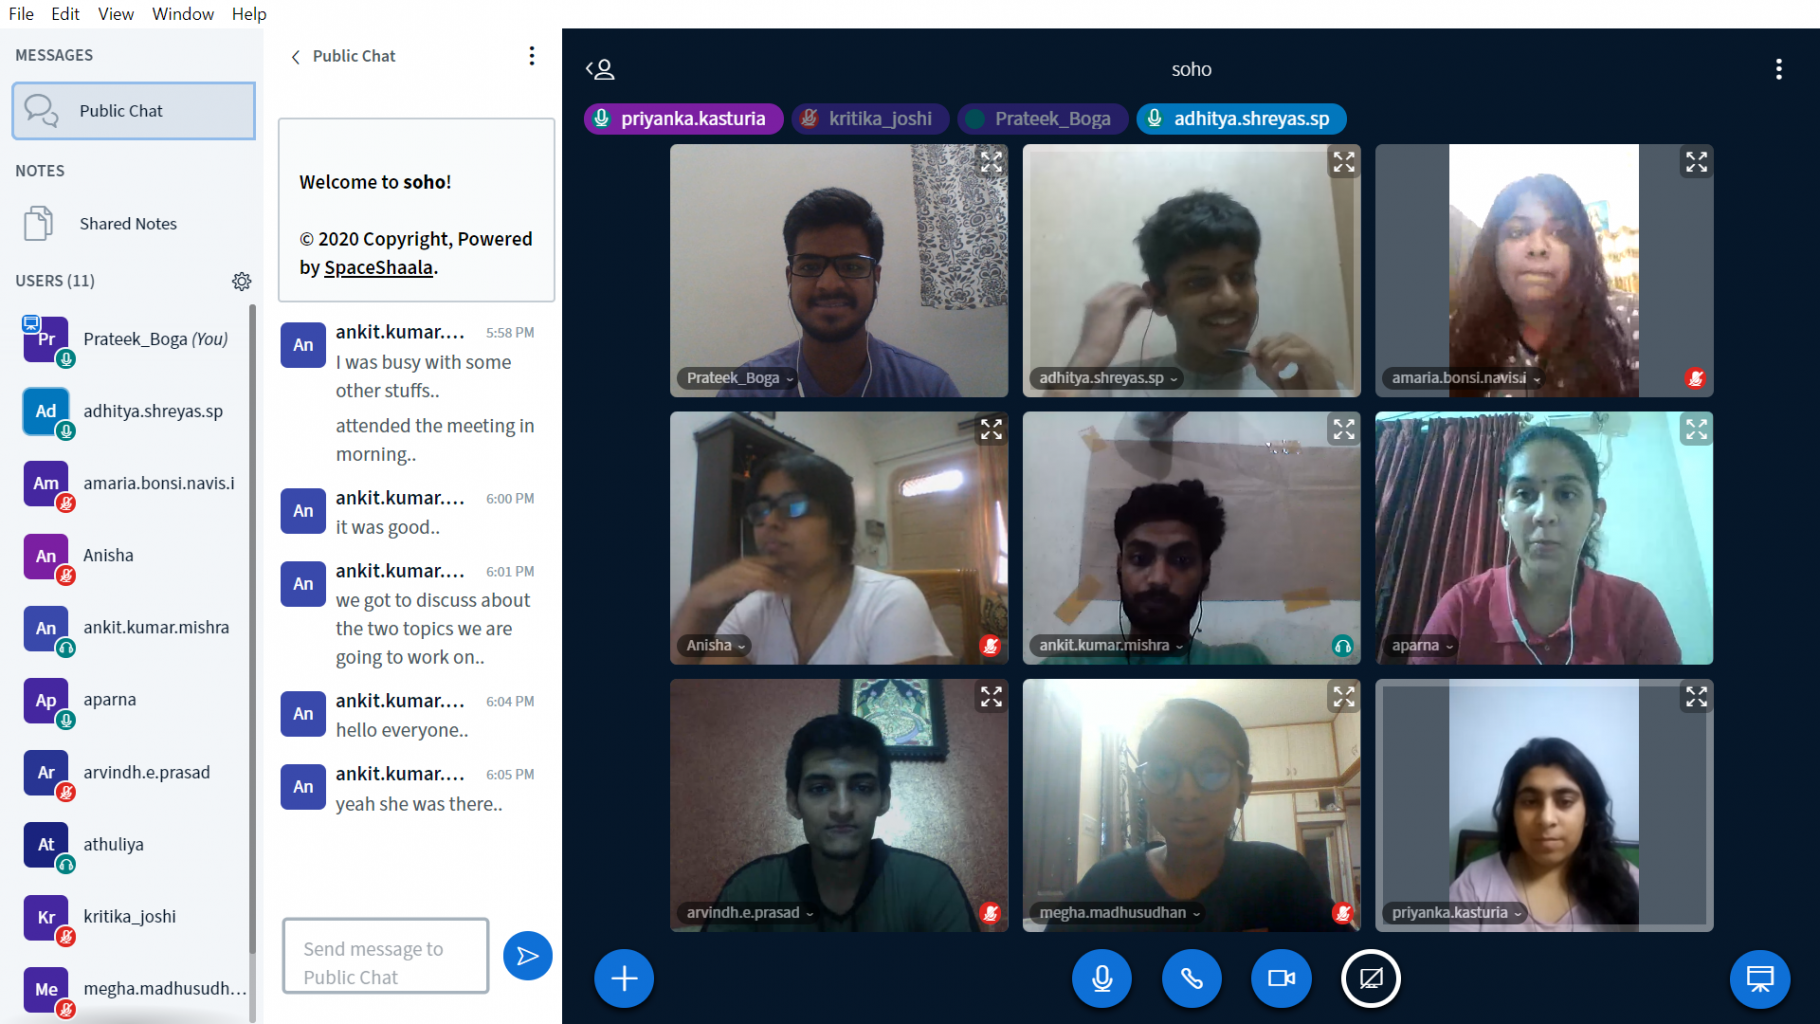 File Edit View Window Help
MESSAGES
Public Chat
NOTES
Shared Notes
USERS (11)
Pr Prateek_Boga (You)
Ad adhitya.shreyas.sp
Am amaria.bonsi.navis.i
An Anisha
An ankit.kumar.mishra
Ap aparna
Ar arvindh.e.prasad
At athuliya
Kr kritika_joshi
Me megha.madhusudh...
Public Chat
Welcome to soho!
© 2020 Copyright, Powered
by SpaceShaala.
An ankit.kumar.... 5:58 PM
I was busy with some
other stuffs..
attended the meeting in
morning..
An ankit.kumar.... 6:00 PM
it was good..
An ankit.kumar.... 6:01 PM
we got to discuss about
the two topics we are
going to work on..
An ankit.kumar.... 6:04 PM
hello everyone..
An ankit.kumar.... 6:05 PM
yeah she was there..
Send message to
Public Chat
soho
priyanka.kasturia kritika_joshi Prateek_Boga adhitya.shreyas.sp
Prateek_Boga adhitya.shreyas.sp amaria.bonsi.navis.i
Anisha ankit.kumar.mishra aparna
arvindh.e.prasad megha.madhusudhan priyanka.kasturia